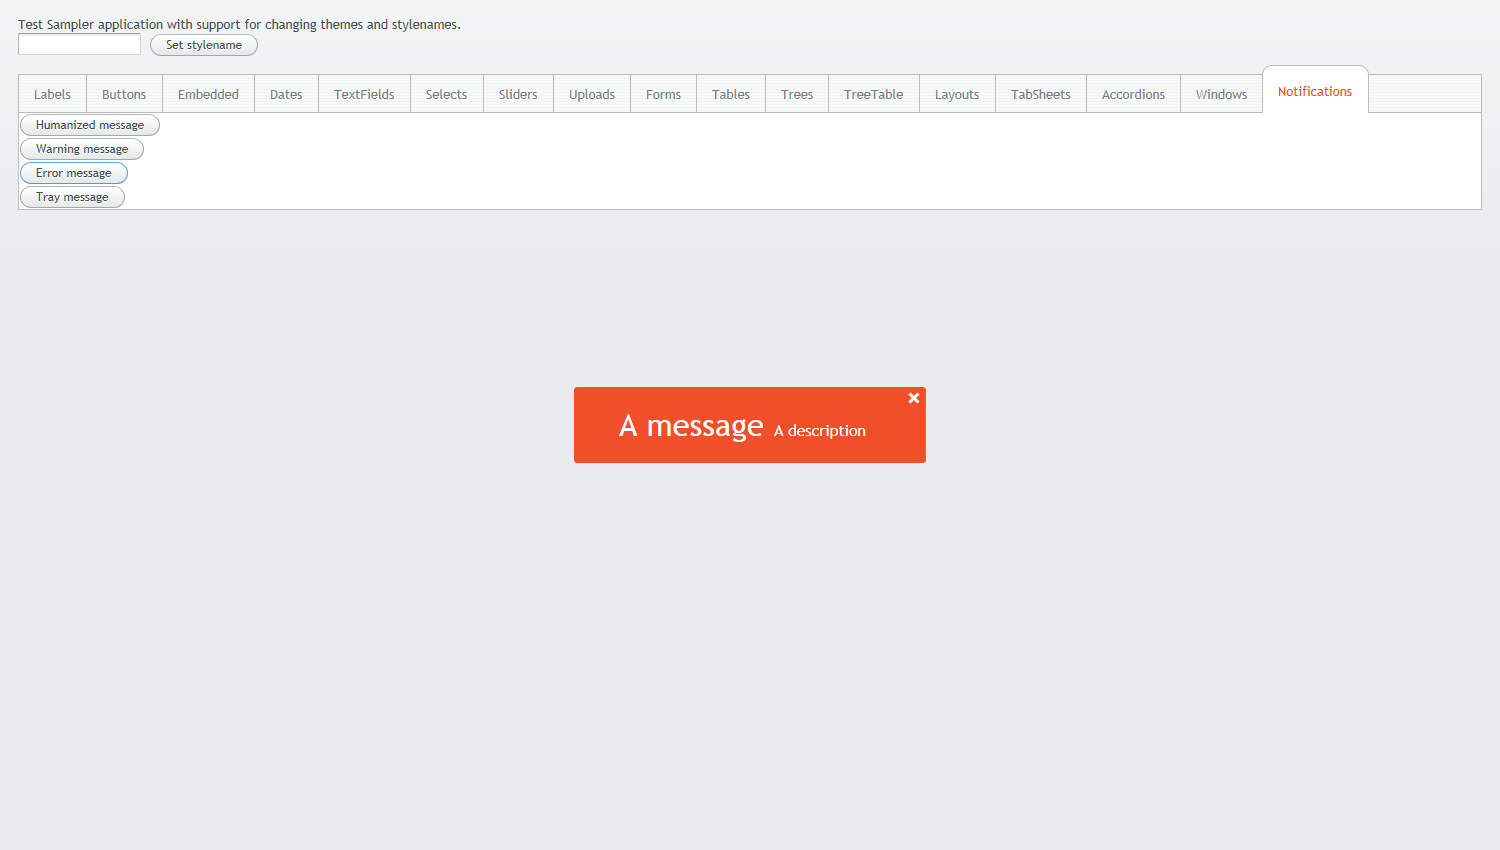 Test Sampler application with support for changing themes and stylenames.
Set stylename
Labels Buttons Embedded Dates TextFields Selects Sliders Uploads Forms Tables Trees TreeTable Layouts TabSheets Accordions Windows Notifications
Humanized message
Warning message
Error message
Tray message
A message A description